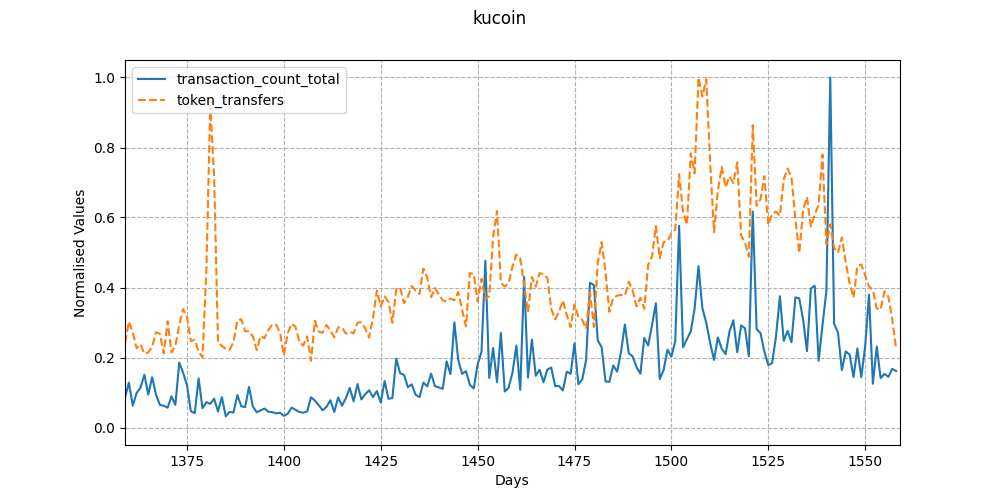 kucoin
transaction_count_total
token_transfers
Normalised Values
1.0
0.8
0.6
0.4
0.2
0.0
1375 1400 1425 1450 1475 1500 1525 1550
Days